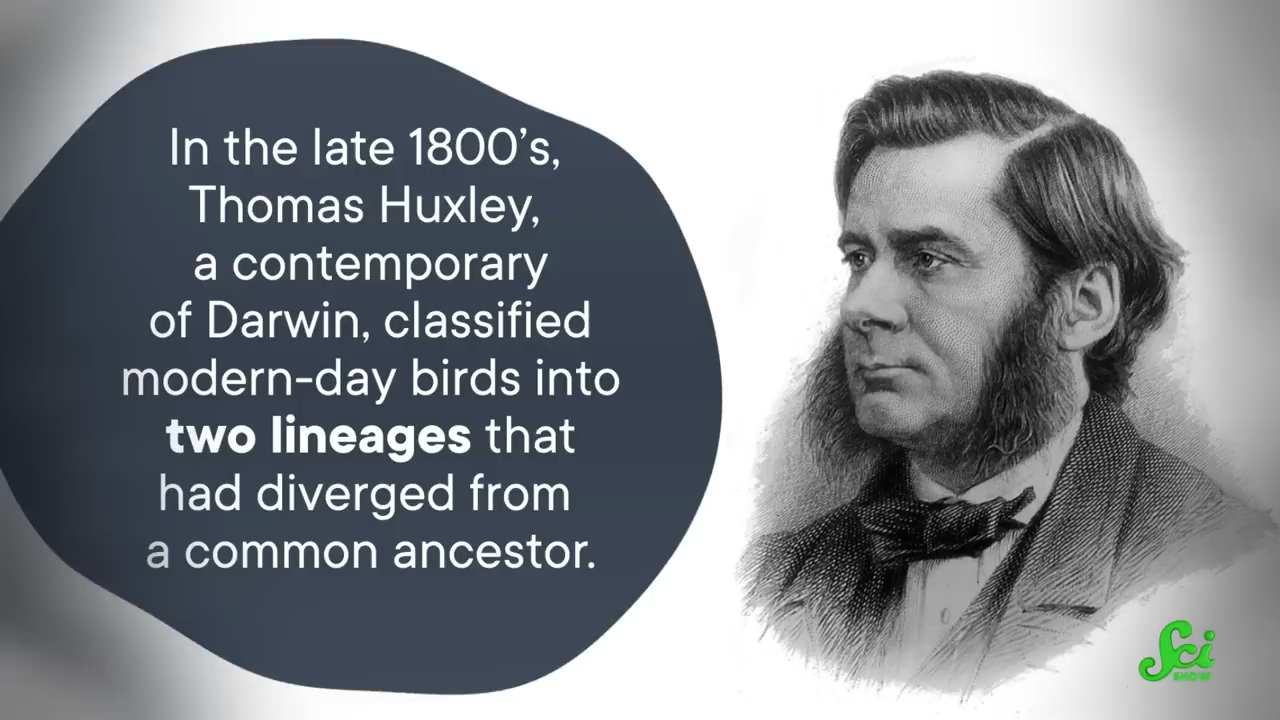 In the late 1800's,
Thomas Huxley,
a contemporary
of Darwin, classified
modern-day birds into
two lineages that
had diverged from
a common ancestor.
Sci
SHOW